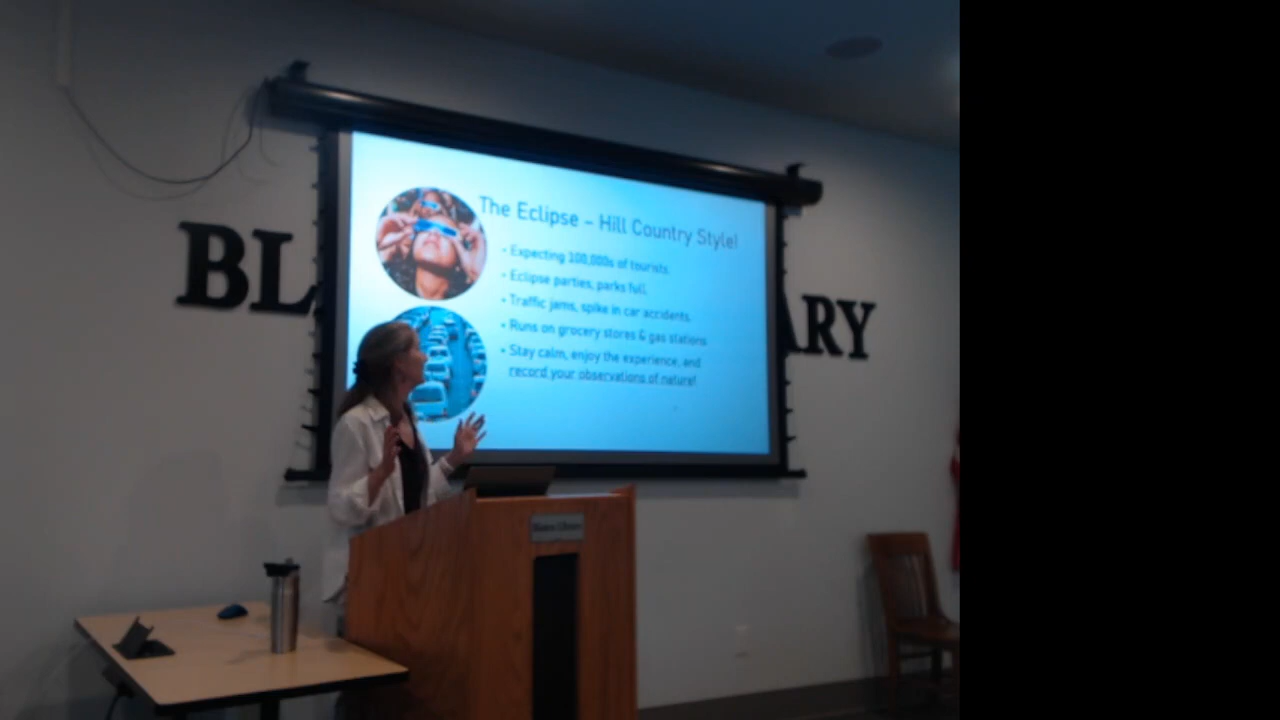 BL
ARY
The Eclipse – Hill Country Style!
• Expecting 100,000s of tourists.
• Eclipse parties, parks full.
• Traffic jams, spike in car accidents.
• Runs on grocery stores & gas stations.
• Stay calm, enjoy the experience, and
record your observations of nature!